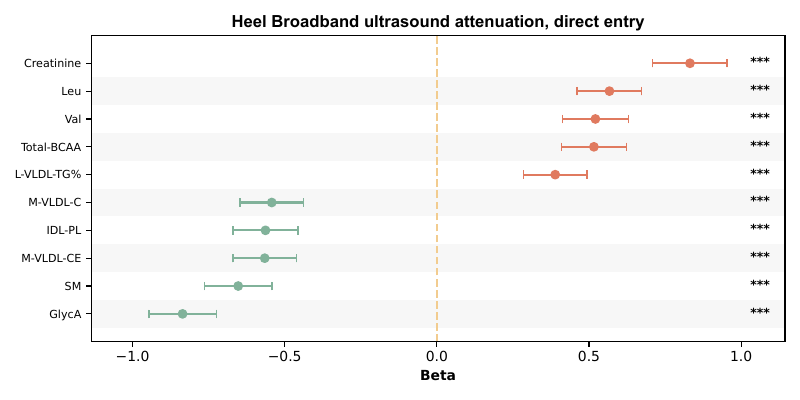 Heel Broadband ultrasound attenuation, direct entry
Creatinine ***
Leu ***
Val ***
Total-BCAA ***
L-VLDL-TG% ***
M-VLDL-C ***
IDL-PL ***
M-VLDL-CE ***
SM ***
GlycA ***
−1.0 −0.5 0.0 0.5 1.0
Beta